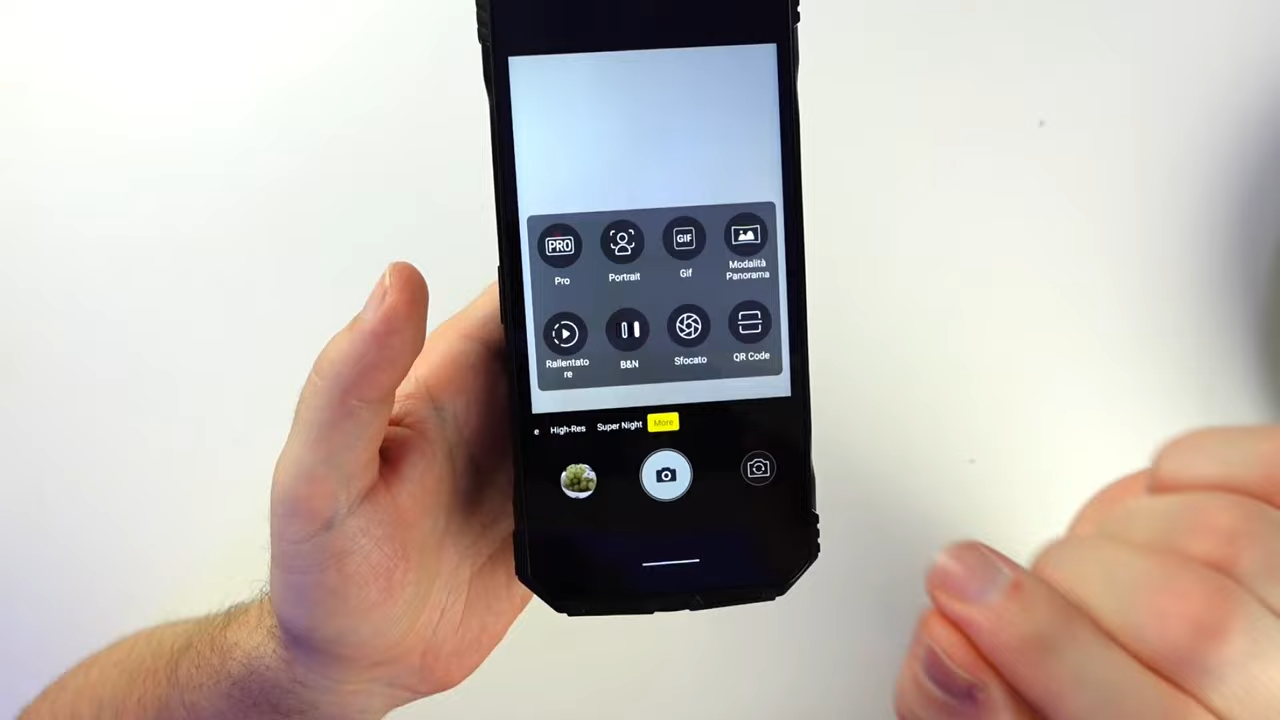 PRO
GIF
Pro
Portrait
Gif
Modalità
Panorama
Rallentato
re
B&N
Sfocato
QR Code
e
High-Res
Super Night
More